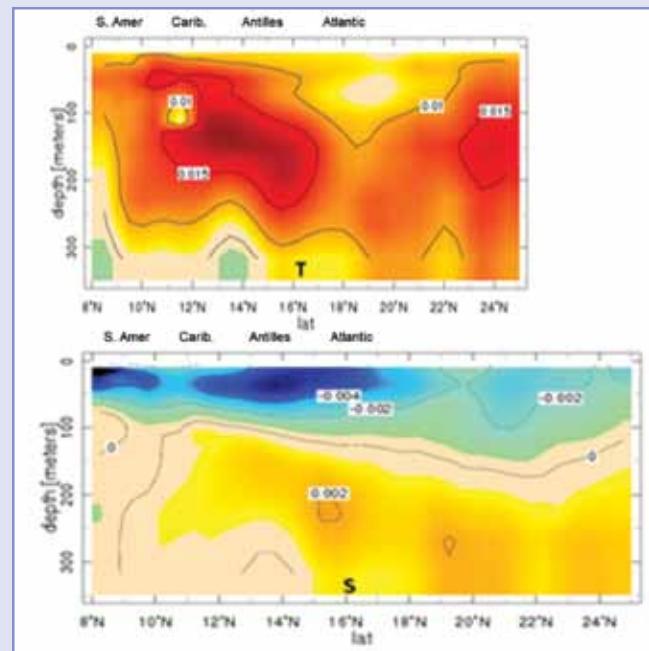 S. Amer Carib. Antilles Atlantic
0
100
200
300
depth [meters]
0.01
0.015
0.01
0.015
T
8°N 10°N 12°N 14°N 16°N 18°N 20°N 22°N 24°N
lat
S. Amer Carib. Antilles Atlantic
0
100
200
300
depth [meters]
-0.004
-0.002
-0.002
0
0
0.002
S
8°N 10°N 12°N 14°N 16°N 18°N 20°N 22°N 24°N
lat